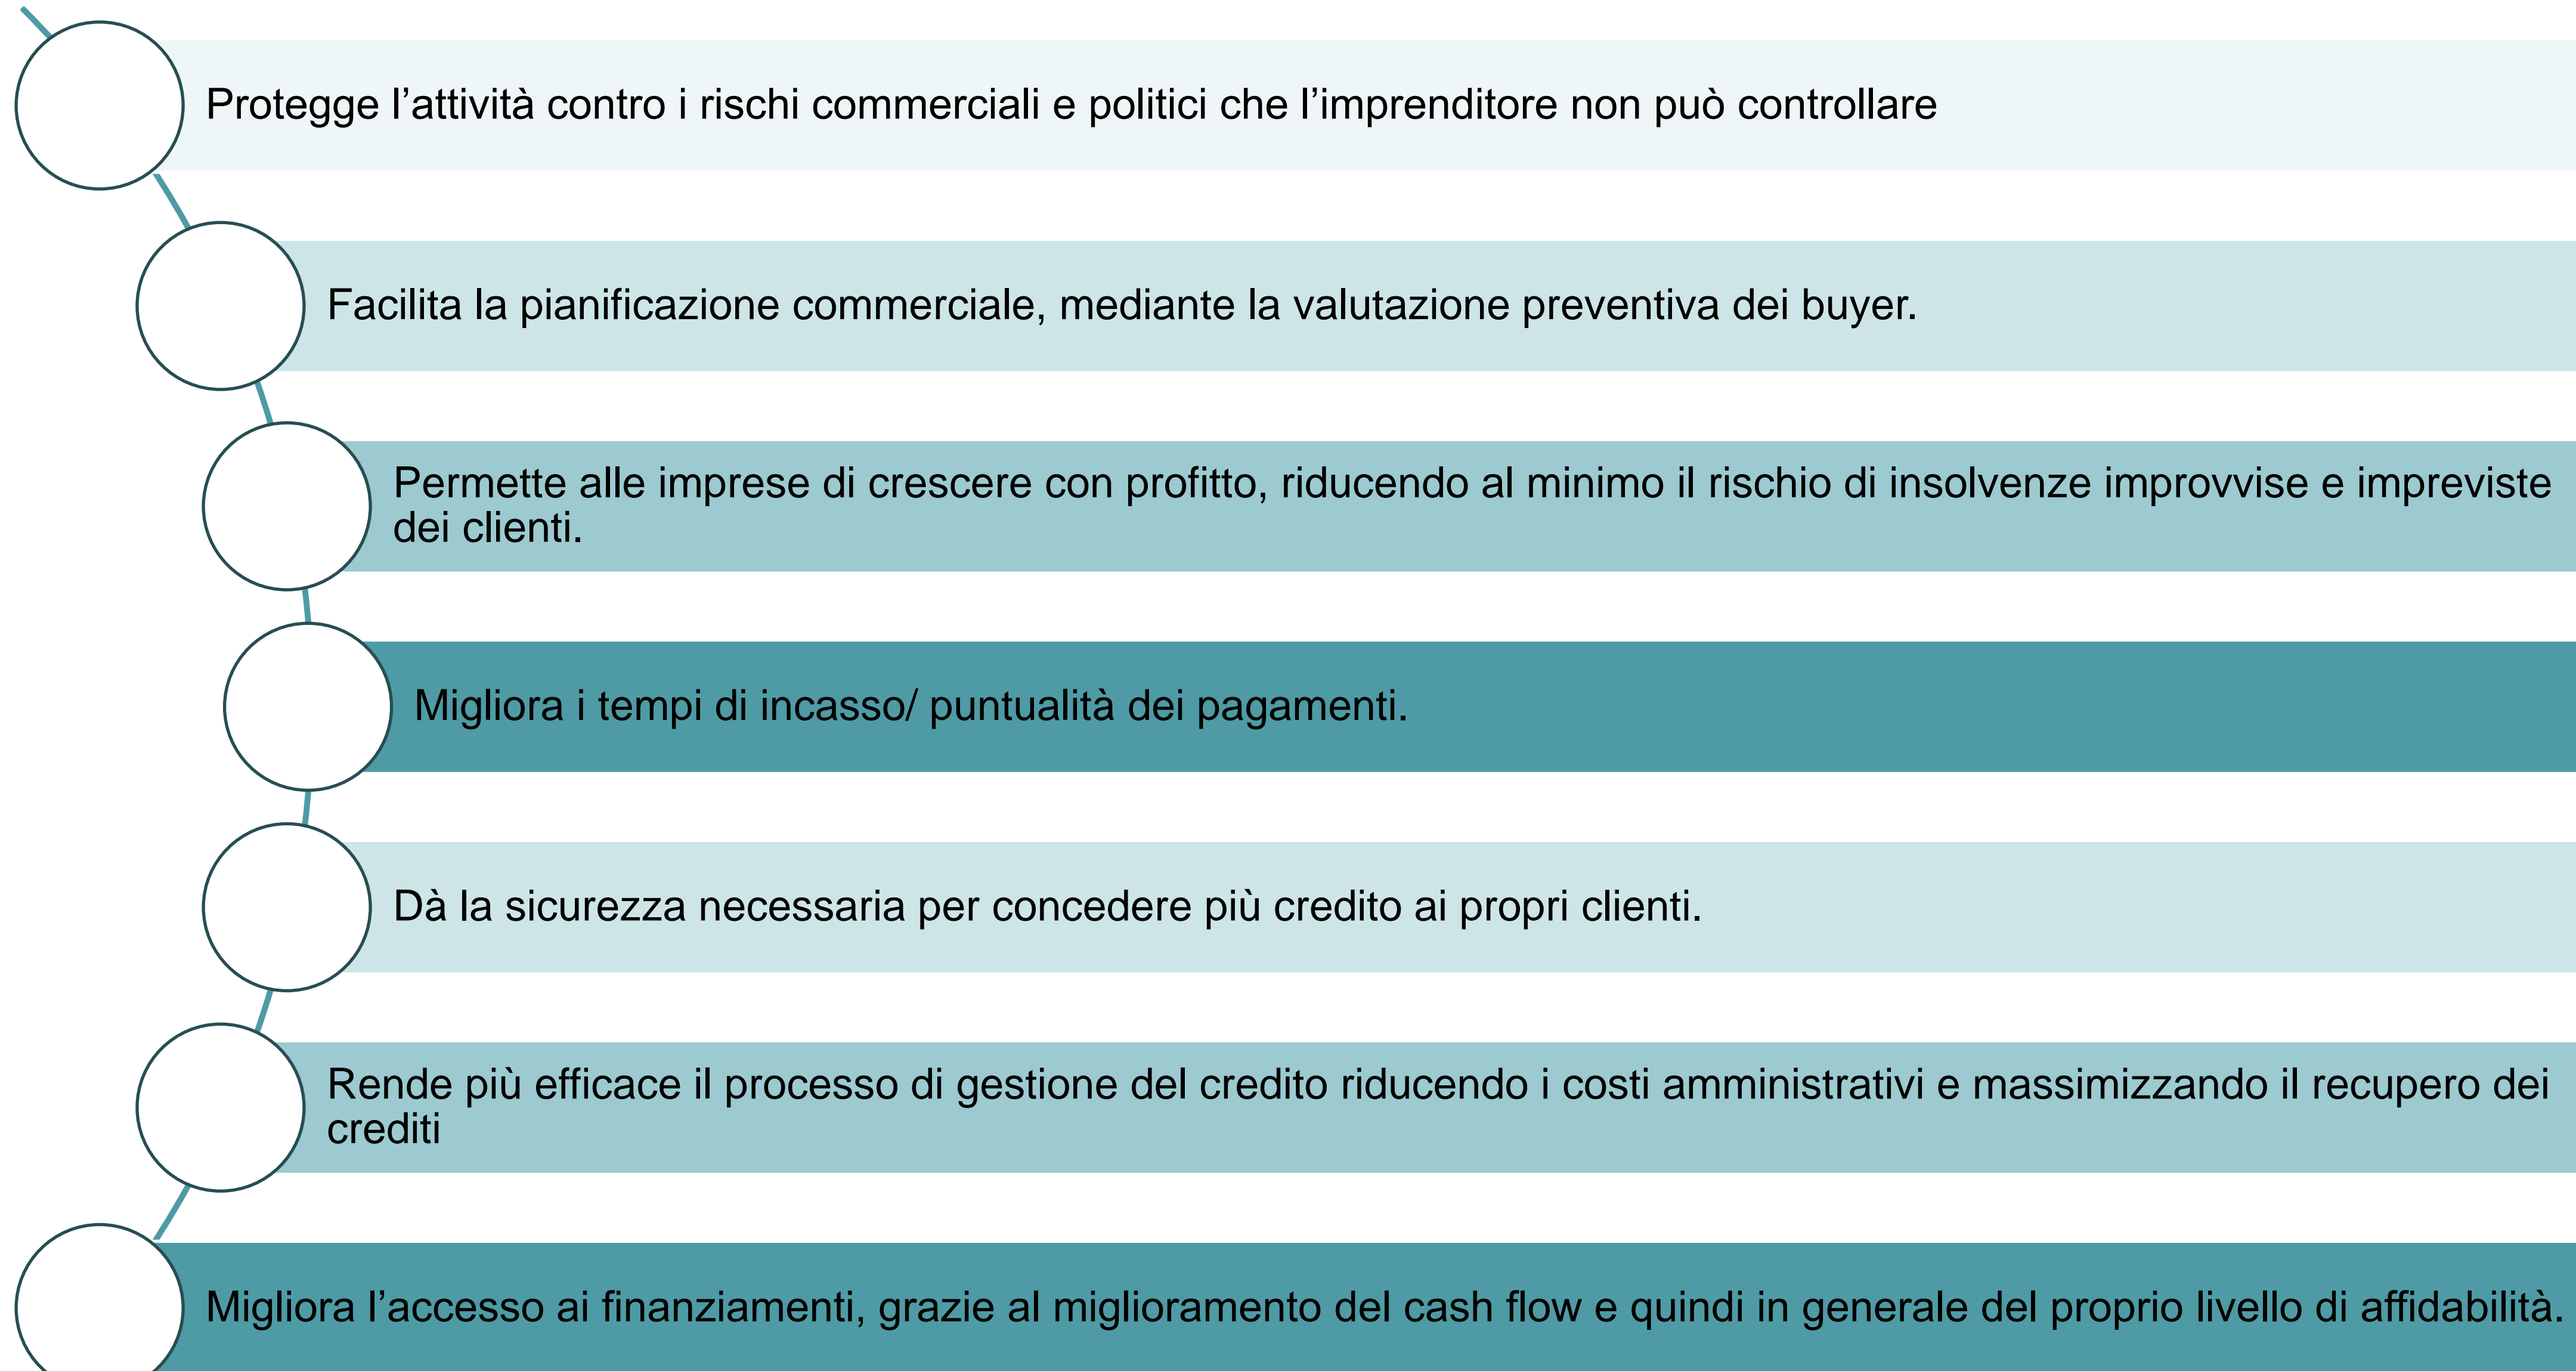 Protegge l’attività contro i rischi commerciali e politici che l’imprenditore non può controllare
Facilita la pianificazione commerciale, mediante la valutazione preventiva dei buyer.
Permette alle imprese di crescere con profitto, riducendo al minimo il rischio di insolvenze improvvise e impreviste
dei clienti.
Migliora i tempi di incasso/ puntualità dei pagamenti.
Dà la sicurezza necessaria per concedere più credito ai propri clienti.
Rende più efficace il processo di gestione del credito riducendo i costi amministrativi e massimizzando il recupero dei
crediti
Migliora l’accesso ai finanziamenti, grazie al miglioramento del cash flow e quindi in generale del proprio livello di affidabilità.